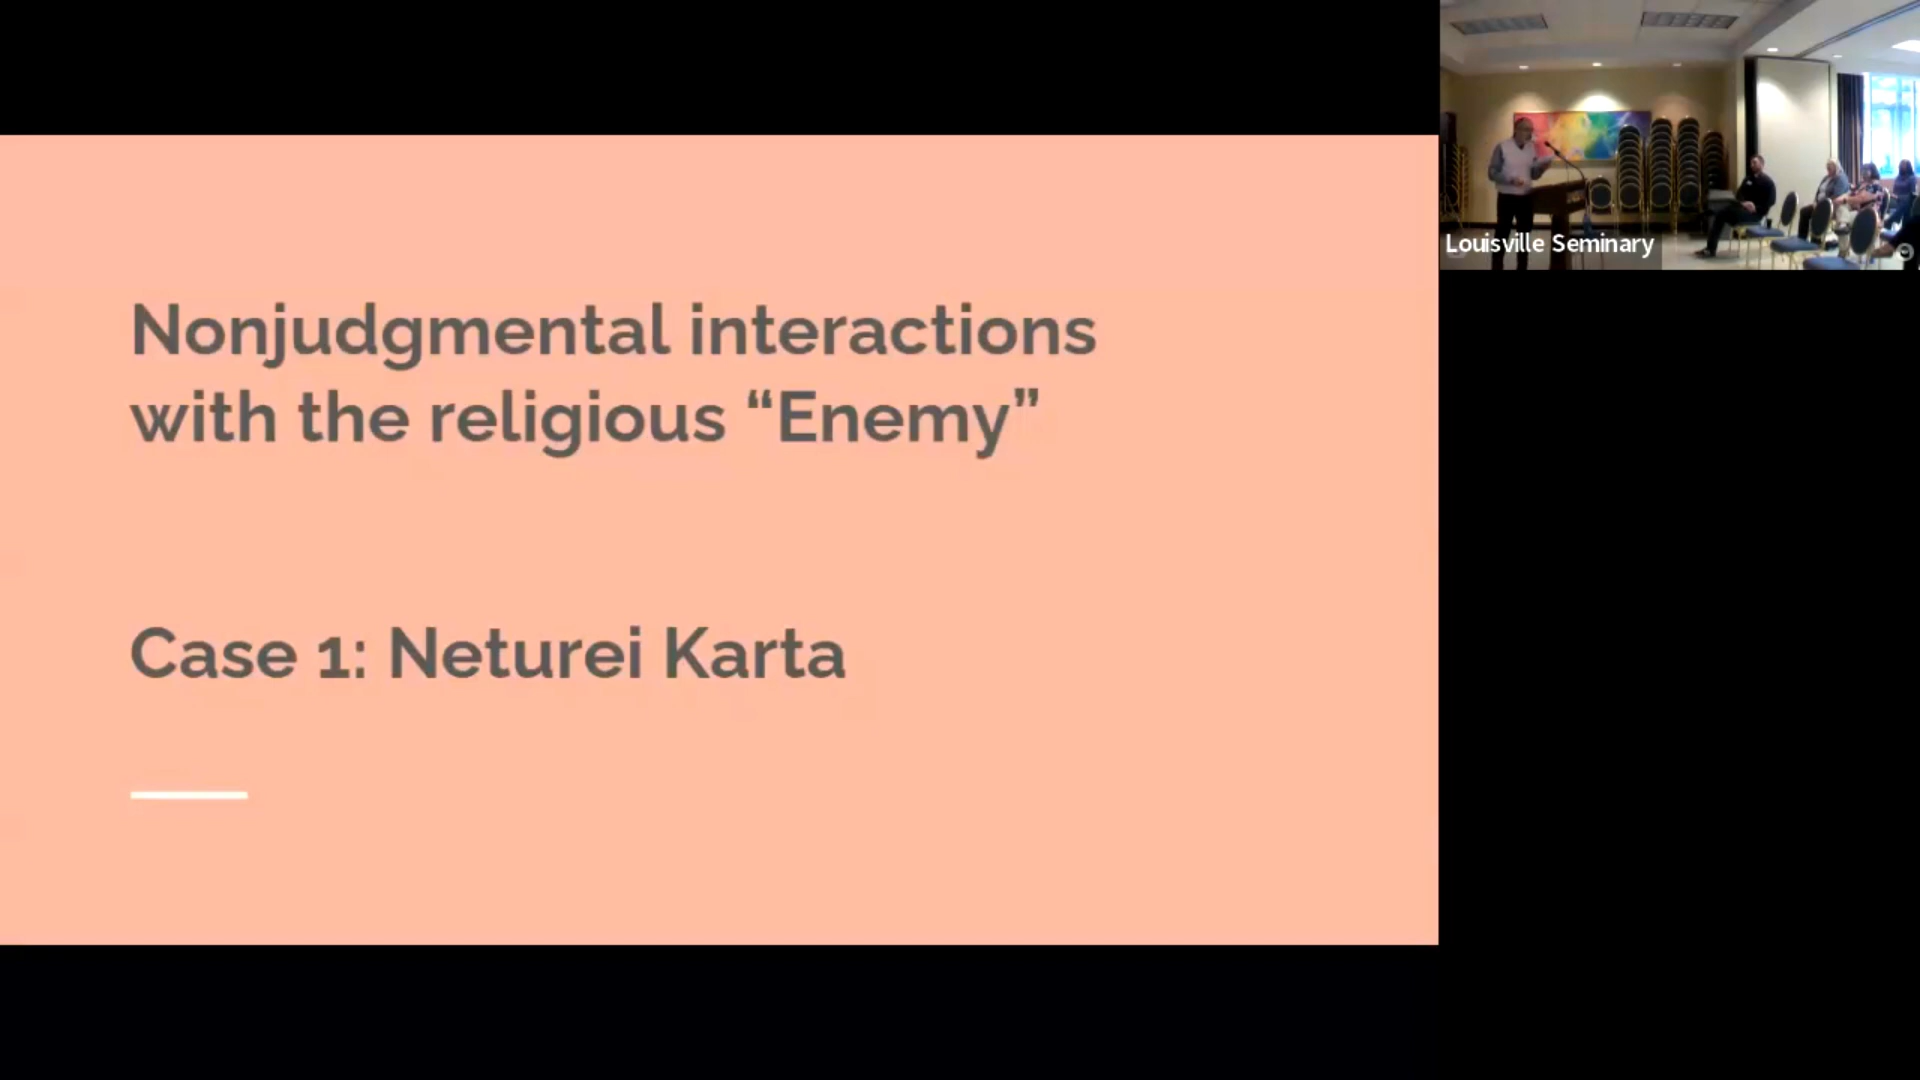 Nonjudgmental interactions
with the religious “Enemy”
Case 1: Neturei Karta
Louisville Seminary